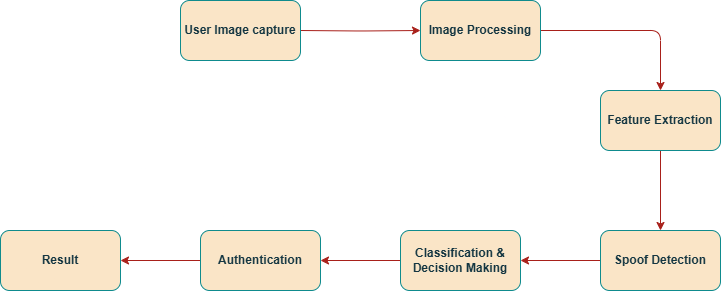 User Image capture
Image Processing
Feature Extraction
Spoof Detection
Classification &
Decision Making
Authentication
Result